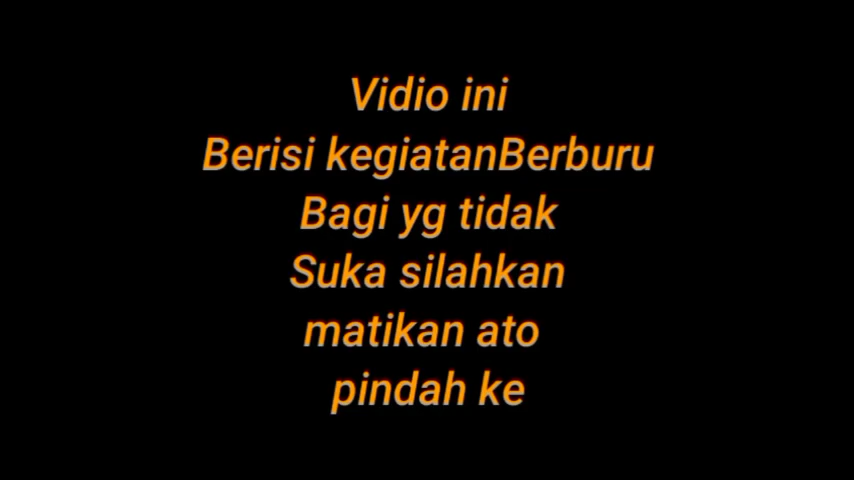 Vidio ini
Berisi kegiatanBerburu
Bagi yg tidak
Suka silahkan
matikan ato
pindah ke